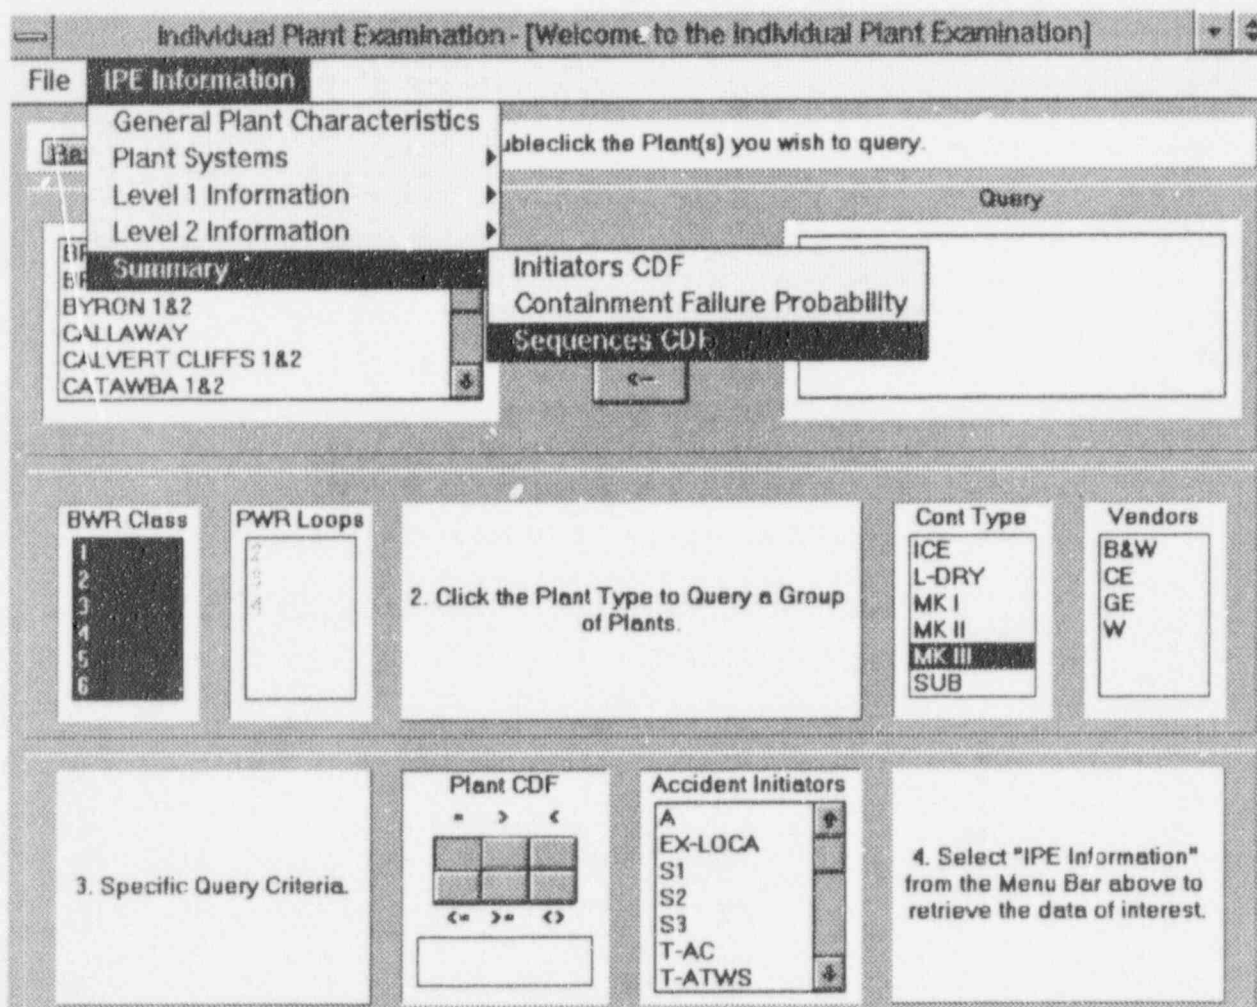 Individual Plant Examination - [Welcome to the Individual Plant Examination]
File IPE Information
General Plant Characteristics
Plant Systems
Level 1 Information
Level 2 Information
Summary
ubleclick the Plant(s) you wish to query.
Query
Initiators CDF
Containment Failure Probability
Sequences CDF
BYRON 1&2
CALLAWAY
CALVERT CLIFFS 1&2
CATAWBA 1&2
<-
BWR Class
1
2
3
4
5
6
PWR Loops
2
3
4
2. Click the Plant Type to Query a Group
of Plants.
Cont Type
ICE
L-DRY
MK I
MK II
MK III
SUB
Vendors
B&W
CE
GE
W
3. Specific Query Criteria.
Plant CDF
= > <
<= >= <>
Accident Initiators
A
EX-LOCA
S1
S2
S3
T-AC
T-ATWS
4. Select "IPE Information"
from the Menu Bar above to
retrieve the data of interest.